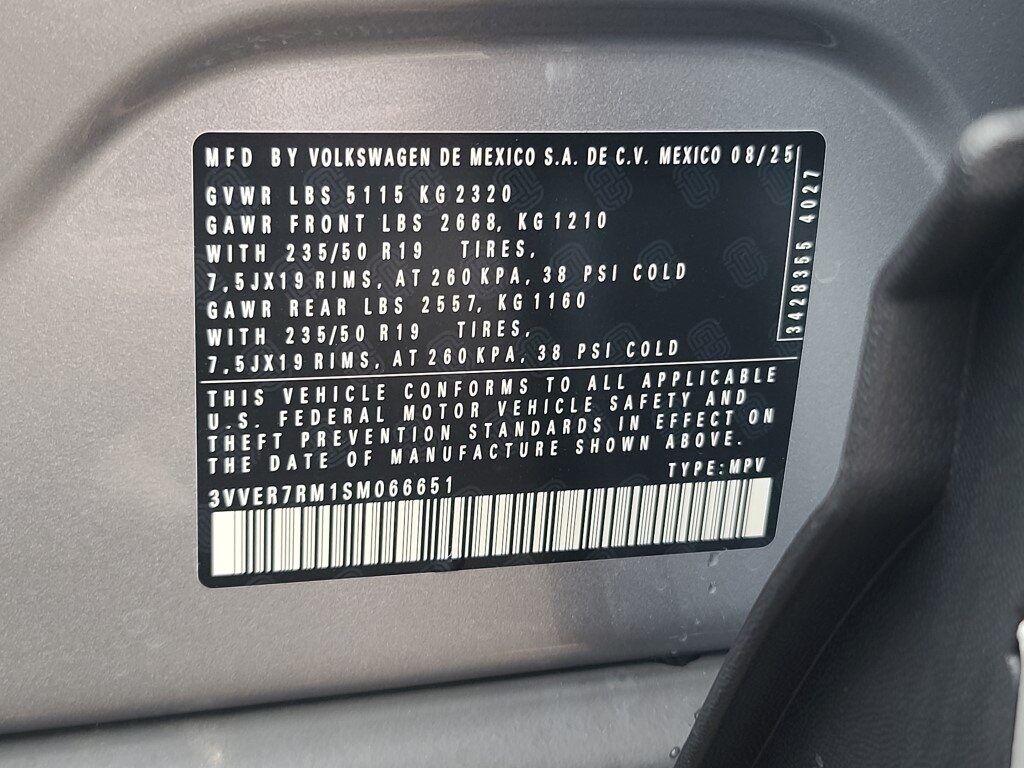 MFD BY VOLKSWAGEN DE MEXICO S.A. DE C.V. MEXICO 08/25
GVWR LBS 5115 KG 2320
GAWR FRONT LBS 2668, KG 1210
WITH 235/50 R19 TIRES,
7,5JX19 RIMS, AT 260 KPA, 38 PSI COLD
GAWR REAR LBS 2557, KG 1160
WITH 235/50 R19 TIRES,
7,5JX19 RIMS, AT 260 KPA, 38 PSI COLD
3428355 4027
THIS VEHICLE CONFORMS TO ALL APPLICABLE
U.S. FEDERAL MOTOR VEHICLE SAFETY AND
THEFT PREVENTION STANDARDS IN EFFECT ON
THE DATE OF MANUFACTURE SHOWN ABOVE.
TYPE: MPV
3VVER7RM1SM066651